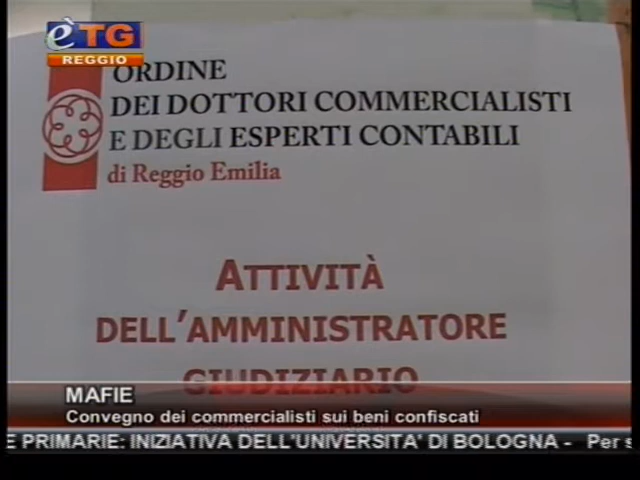 èTG
REGGIO
ORDINE
DEI DOTTORI COMMERCIALISTI
E DEGLI ESPERTI CONTABILI
di Reggio Emilia
ATTIVITÀ
DELL'AMMINISTRATORE
GIUDIZIARIO
MAFIE
Convegno dei commercialisti sui beni confiscati
E PRIMARIE: INIZIATIVA DELL'UNIVERSITA' DI BOLOGNA - Per s